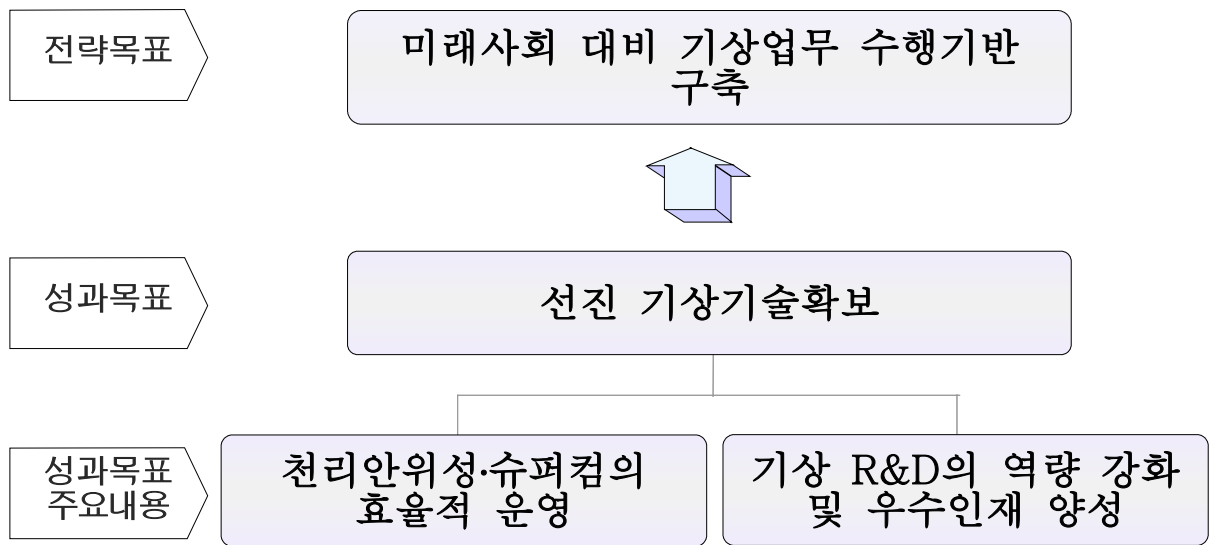 전략목표
미래사회 대비 기상업무 수행기반
구축
성과목표
선진 기상기술확보
성과목표
주요내용
천리안위성·슈퍼컴의
효율적 운영
기상 R&D의 역량 강화
및 우수인재 양성